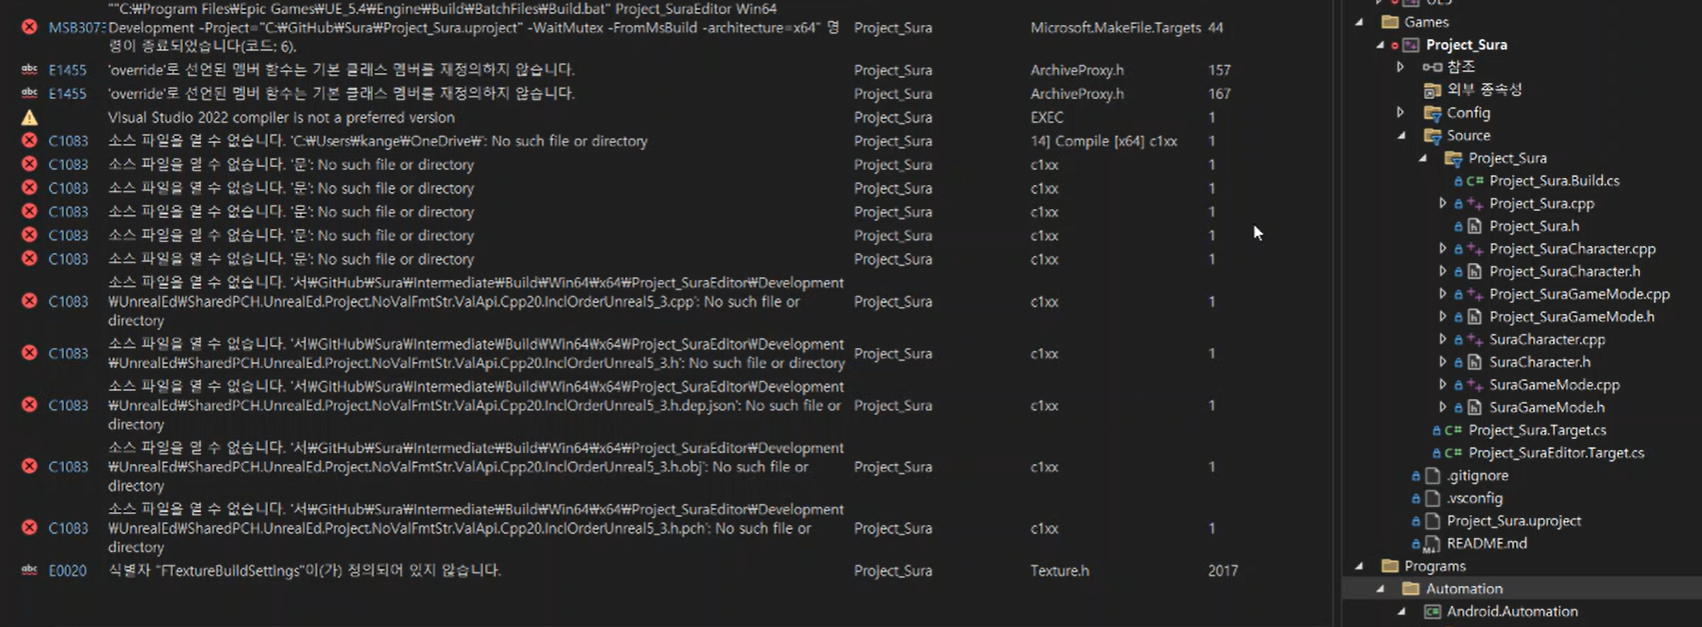 ""C:₩Program Files₩Epic Games₩UE_5.4₩Engine₩Build₩BatchFiles₩Build.bat" Project_SuraEditor Win64
MSB3073 Development -Project="C:₩GitHub₩Sura₩Project_Sura.uproject" -WaitMutex -FromMsBuild -architecture=x64" 명 Project_Sura Microsoft.MakeFile.Targets 44
령이 종료되었습니다(코드: 6).
abc E1455 'override'로 선언된 멤버 함수는 기본 클래스 멤버를 재정의하지 않습니다. Project_Sura ArchiveProxy.h 157
abc E1455 'override'로 선언된 멤버 함수는 기본 클래스 멤버를 재정의하지 않습니다. Project_Sura ArchiveProxy.h 167
Visual Studio 2022 compiler is not a preferred version Project_Sura EXEC 1
C1083 소스 파일을 열 수 없습니다. 'C:₩Users₩kange₩OneDrive₩': No such file or directory Project_Sura 14] Compile [x64] c1xx 1
C1083 소스 파일을 열 수 없습니다. '문': No such file or directory Project_Sura c1xx 1
C1083 소스 파일을 열 수 없습니다. '문': No such file or directory Project_Sura c1xx 1
C1083 소스 파일을 열 수 없습니다. '문': No such file or directory Project_Sura c1xx 1
C1083 소스 파일을 열 수 없습니다. '문': No such file or directory Project_Sura c1xx 1
C1083 소스 파일을 열 수 없습니다. '문': No such file or directory Project_Sura c1xx 1
소스 파일을 열 수 없습니다. '서₩GitHub₩Sura₩Intermediate₩Build₩Win64₩x64₩Project_SuraEditor₩Development
C1083 ₩UnrealEd₩SharedPCH.UnrealEd.Project.NoValFmtStr.ValApi.Cpp20.InclOrderUnreal5_3.cpp': No such file or Project_Sura c1xx 1
directory
소스 파일을 열 수 없습니다. '서₩GitHub₩Sura₩Intermediate₩Build₩Win64₩x64₩Project_SuraEditor₩Development
C1083 ₩UnrealEd₩SharedPCH.UnrealEd.Project.NoValFmtStr.ValApi.Cpp20.InclOrderUnreal5_3.h': No such file or directory Project_Sura c1xx 1
소스 파일을 열 수 없습니다. '서₩GitHub₩Sura₩Intermediate₩Build₩Win64₩x64₩Project_SuraEditor₩Development
C1083 ₩UnrealEd₩SharedPCH.UnrealEd.Project.NoValFmtStr.ValApi.Cpp20.InclOrderUnreal5_3.h.dep.json': No such file or Project_Sura c1xx 1
directory
소스 파일을 열 수 없습니다. '서₩GitHub₩Sura₩Intermediate₩Build₩Win64₩x64₩Project_SuraEditor₩Development
C1083 ₩UnrealEd₩SharedPCH.UnrealEd.Project.NoValFmtStr.ValApi.Cpp20.InclOrderUnreal5_3.h.obj': No such file or Project_Sura c1xx 1
directory
소스 파일을 열 수 없습니다. '서₩GitHub₩Sura₩Intermediate₩Build₩Win64₩x64₩Project_SuraEditor₩Development
C1083 ₩UnrealEd₩SharedPCH.UnrealEd.Project.NoValFmtStr.ValApi.Cpp20.InclOrderUnreal5_3.h.pch': No such file or Project_Sura c1xx 1
directory
abc E0020 식별자 "FTextureBuildSettings"이(가) 정의되어 있지 않습니다. Project_Sura Texture.h 2017
Games
Project_Sura
참조
외부 종속성
Config
Source
Project_Sura
C# Project_Sura.Build.cs
Project_Sura.cpp
Project_Sura.h
Project_SuraCharacter.cpp
Project_SuraCharacter.h
Project_SuraGameMode.cpp
Project_SuraGameMode.h
SuraCharacter.cpp
SuraCharacter.h
SuraGameMode.cpp
SuraGameMode.h
C# Project_Sura.Target.cs
C# Project_SuraEditor.Target.cs
.gitignore
.vsconfig
Project_Sura.uproject
README.md
Programs
Automation
C# Android.Automation